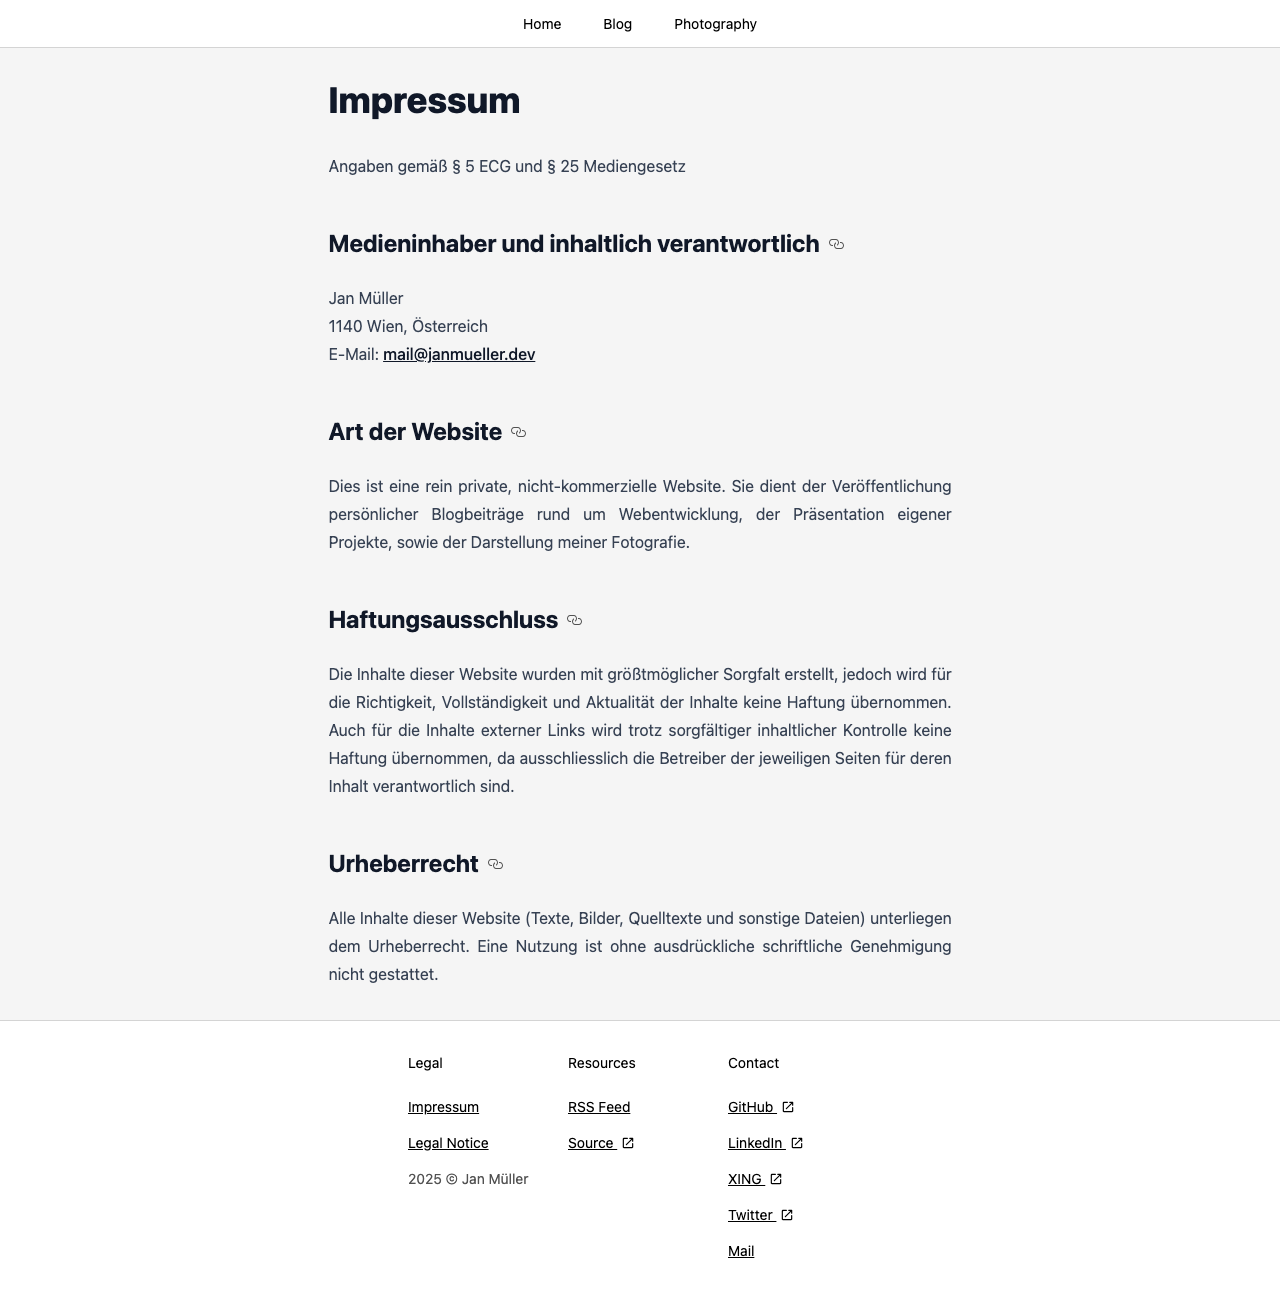 Home Blog Photography
Impressum
Angaben gemäß § 5 ECG und § 25 Mediengesetz
Medieninhaber und inhaltlich verantwortlich
Jan Müller
1140 Wien, Österreich
E-Mail: mail@janmueller.dev
Art der Website
Dies ist eine rein private, nicht-kommerzielle Website. Sie dient der Veröffentlichung
persönlicher Blogbeiträge rund um Webentwicklung, der Präsentation eigener
Projekte, sowie der Darstellung meiner Fotografie.
Haftungsausschluss
Die Inhalte dieser Website wurden mit größtmöglicher Sorgfalt erstellt, jedoch wird für
die Richtigkeit, Vollständigkeit und Aktualität der Inhalte keine Haftung übernommen.
Auch für die Inhalte externer Links wird trotz sorgfältiger inhaltlicher Kontrolle keine
Haftung übernommen, da ausschliesslich die Betreiber der jeweiligen Seiten für deren
Inhalt verantwortlich sind.
Urheberrecht
Alle Inhalte dieser Website (Texte, Bilder, Quelltexte und sonstige Dateien) unterliegen
dem Urheberrecht. Eine Nutzung ist ohne ausdrückliche schriftliche Genehmigung
nicht gestattet.
Legal
Impressum
Legal Notice
2025 © Jan Müller
Resources
RSS Feed
Source
Contact
GitHub
LinkedIn
XING
Twitter
Mail